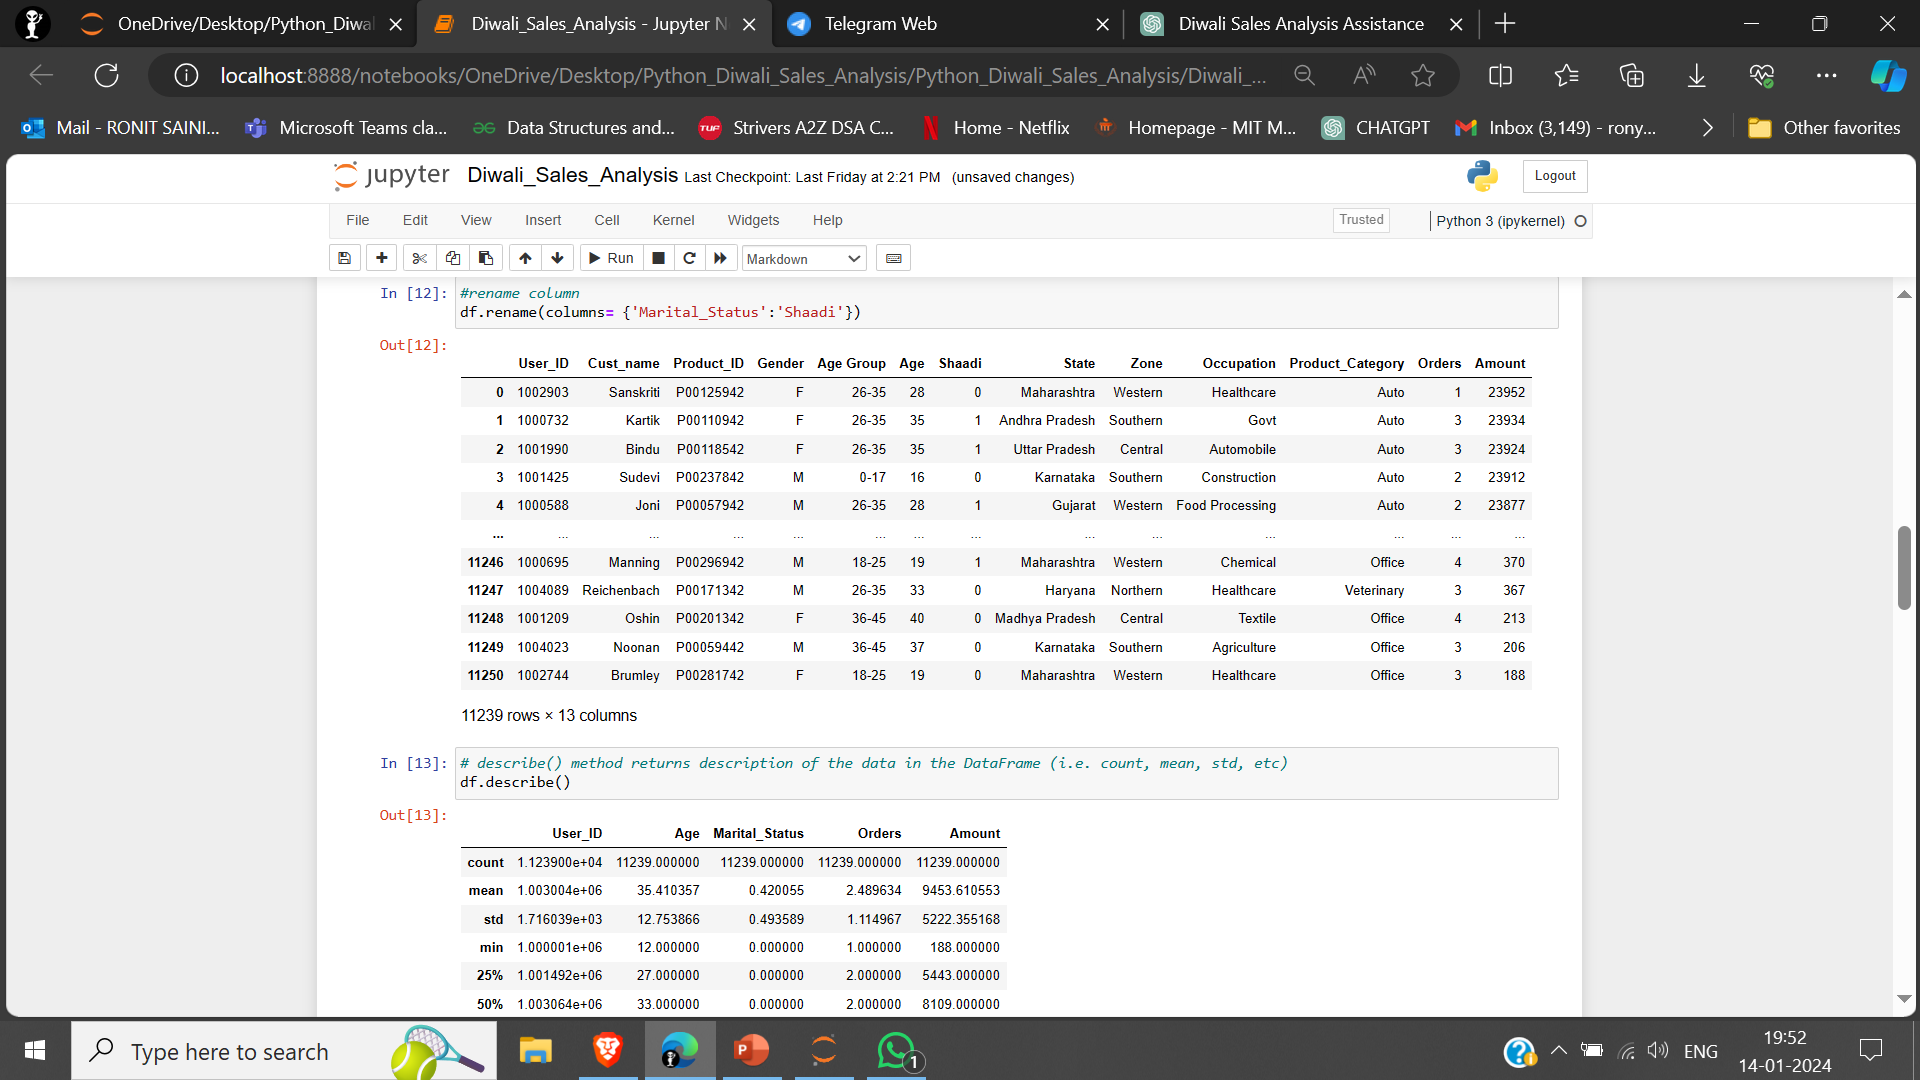 OneDrive/Desktop/Python_Diwal
Diwali_Sales_Analysis - Jupyter N
Telegram Web
Diwali Sales Analysis Assistance
localhost:8888/notebooks/OneDrive/Desktop/Python_Diwali_Sales_Analysis/Python_Diwali_Sales_Analysis/Diwali_...
Mail - RONIT SAINI... Microsoft Teams cla... Data Structures and... TUF Strivers A2Z DSA C... Home - Netflix Homepage - MIT M... CHATGPT Inbox (3,149) - rony... Other favorites
jupyter Diwali_Sales_Analysis Last Checkpoint: Last Friday at 2:21 PM (unsaved changes) Logout
File Edit View Insert Cell Kernel Widgets Help Trusted Python 3 (ipykernel)
Run Markdown
In [12]: #rename column
df.rename(columns= {'Marital_Status':'Shaadi'})
Out[12]:
User_ID Cust_name Product_ID Gender Age Group Age Shaadi State Zone Occupation Product_Category Orders Amount
0 1002903 Sanskriti P00125942 F 26-35 28 0 Maharashtra Western Healthcare Auto 1 23952
1 1000732 Kartik P00110942 F 26-35 35 1 Andhra Pradesh Southern Govt Auto 3 23934
2 1001990 Bindu P00118542 F 26-35 35 1 Uttar Pradesh Central Automobile Auto 3 23924
3 1001425 Sudevi P00237842 M 0-17 16 0 Karnataka Southern Construction Auto 2 23912
4 1000588 Joni P00057942 M 26-35 28 1 Gujarat Western Food Processing Auto 2 23877
... ... ... ... ... ... ... ... ... ... ... ... ... ...
11246 1000695 Manning P00296942 M 18-25 19 1 Maharashtra Western Chemical Office 4 370
11247 1004089 Reichenbach P00171342 M 26-35 33 0 Haryana Northern Healthcare Veterinary 3 367
11248 1001209 Oshin P00201342 F 36-45 40 0 Madhya Pradesh Central Textile Office 4 213
11249 1004023 Noonan P00059442 M 36-45 37 0 Karnataka Southern Agriculture Office 3 206
11250 1002744 Brumley P00281742 F 18-25 19 0 Maharashtra Western Healthcare Office 3 188
11239 rows × 13 columns
In [13]: # describe() method returns description of the data in the DataFrame (i.e. count, mean, std, etc)
df.describe()
Out[13]:
User_ID Age Marital_Status Orders Amount
count 1.123900e+04 11239.000000 11239.000000 11239.000000 11239.000000
mean 1.003004e+06 35.410357 0.420055 2.489634 9453.610553
std 1.716039e+03 12.753866 0.493589 1.114967 5222.355168
min 1.000001e+06 12.000000 0.000000 1.000000 188.000000
25% 1.001492e+06 27.000000 0.000000 2.000000 5443.000000
50% 1.003064e+06 33.000000 0.000000 2.000000 8109.000000
Type here to search
1
ENG
19:52
14-01-2024